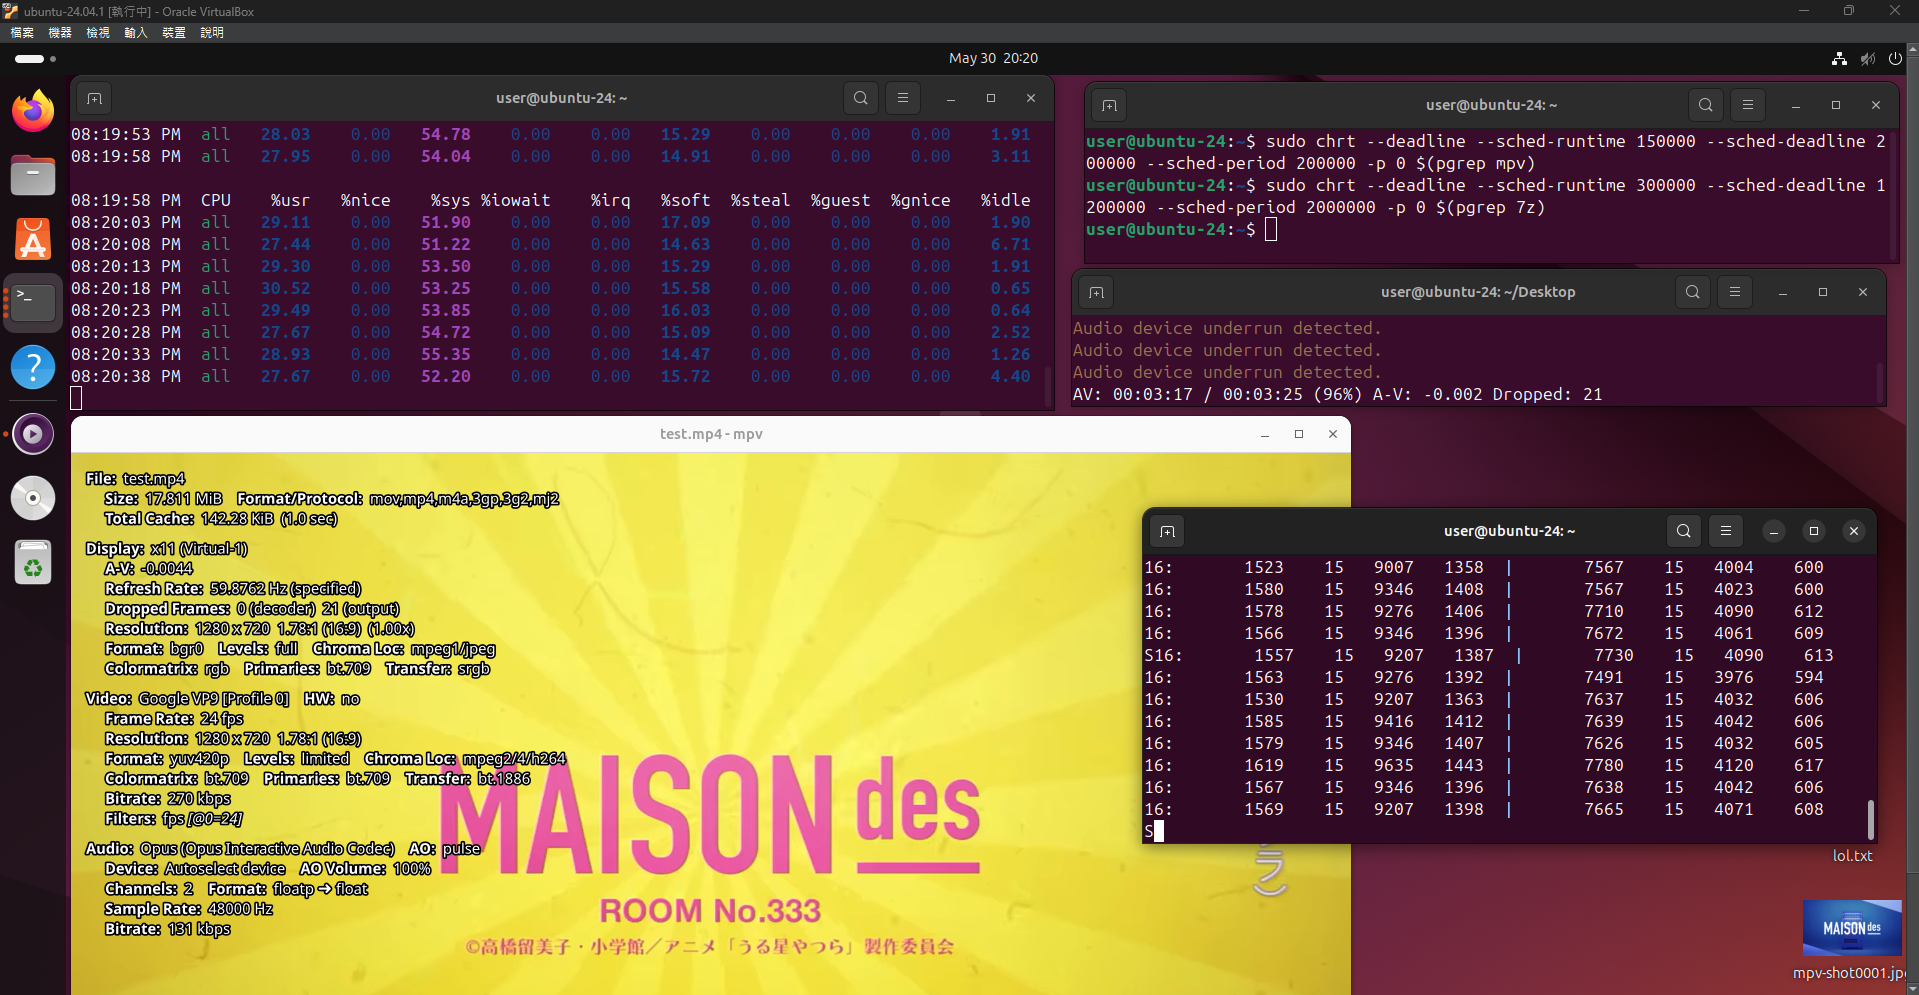 ubuntu-24.04.1 [執行中] - Oracle VirtualBox
檔案 機器 檢視 輸入 裝置 說明
May 30 20:20
user@ubuntu-24: ~
08:19:53 PM all 28.03 0.00 54.78 0.00 0.00 15.29 0.00 0.00 0.00 1.91
08:19:58 PM all 27.95 0.00 54.04 0.00 0.00 14.91 0.00 0.00 0.00 3.11
08:19:58 PM CPU %usr %nice %sys %iowait %irq %soft %steal %guest %gnice %idle
08:20:03 PM all 29.11 0.00 51.90 0.00 0.00 17.09 0.00 0.00 0.00 1.90
08:20:08 PM all 27.44 0.00 51.22 0.00 0.00 14.63 0.00 0.00 0.00 6.71
08:20:13 PM all 29.30 0.00 53.50 0.00 0.00 15.29 0.00 0.00 0.00 1.91
08:20:18 PM all 30.52 0.00 53.25 0.00 0.00 15.58 0.00 0.00 0.00 0.65
08:20:23 PM all 29.49 0.00 53.85 0.00 0.00 16.03 0.00 0.00 0.00 0.64
08:20:28 PM all 27.67 0.00 54.72 0.00 0.00 15.09 0.00 0.00 0.00 2.52
08:20:33 PM all 28.93 0.00 55.35 0.00 0.00 14.47 0.00 0.00 0.00 1.26
08:20:38 PM all 27.67 0.00 52.20 0.00 0.00 15.72 0.00 0.00 0.00 4.40
user@ubuntu-24: ~
user@ubuntu-24:~$ sudo chrt --deadline --sched-runtime 150000 --sched-deadline 2
00000 --sched-period 200000 -p 0 $(pgrep mpv)
user@ubuntu-24:~$ sudo chrt --deadline --sched-runtime 300000 --sched-deadline 1
200000 --sched-period 2000000 -p 0 $(pgrep 7z)
user@ubuntu-24:~$
user@ubuntu-24: ~/Desktop
Audio device underrun detected.
Audio device underrun detected.
Audio device underrun detected.
AV: 00:03:17 / 00:03:25 (96%) A-V: -0.002 Dropped: 21
test.mp4 - mpv
File: test.mp4
Size: 17.811 MiB Format/Protocol: mov,mp4,m4a,3gp,3g2,mj2
Total Cache: 142.28 KiB (1.0 sec)
Display: x11 (Virtual-1)
A-V: -0.0044
Refresh Rate: 59.8762 Hz (specified)
Dropped Frames: 0 (decoder) 21 (output)
Resolution: 1280 x 720 1.78:1 (16:9) (1.00x)
Format: bgr0 Levels: full Chroma Loc: mpeg1/jpeg
Colormatrix: rgb Primaries: bt.709 Transfer: srgb
Video: Google VP9 [Profile 0] HW: no
Frame Rate: 24 fps
Resolution: 1280 x 720 1.78:1 (16:9)
Format: yuv420p Levels: limited Chroma Loc: mpeg2/4/h264
Colormatrix: bt.709 Primaries: bt.709 Transfer: bt.1886
Bitrate: 270 kbps
Filters: fps [@0=24]
Audio: Opus (Opus Interactive Audio Codec) AO: pulse
Device: Autoselect device AO Volume: 100%
Channels: 2 Format: floatp ➜ float
Sample Rate: 48000 Hz
Bitrate: 131 kbps
MAISON des
ROOM No.333
©高橋留美子・小学館／アニメ「うる星やつら」製作委員会
ラ）
user@ubuntu-24: ~
16: 1523 15 9007 1358 | 7567 15 4004 600
16: 1580 15 9346 1408 | 7567 15 4023 600
16: 1578 15 9276 1406 | 7710 15 4090 612
16: 1566 15 9346 1396 | 7672 15 4061 609
S16: 1557 15 9207 1387 | 7730 15 4090 613
16: 1563 15 9276 1392 | 7491 15 3976 594
16: 1530 15 9207 1363 | 7637 15 4032 606
16: 1585 15 9416 1412 | 7639 15 4042 606
16: 1579 15 9346 1407 | 7626 15 4032 605
16: 1619 15 9635 1443 | 7780 15 4120 617
16: 1567 15 9346 1396 | 7638 15 4042 606
16: 1569 15 9207 1398 | 7665 15 4071 608
S
lol.txt
MAISON des
mpv-shot0001.jp